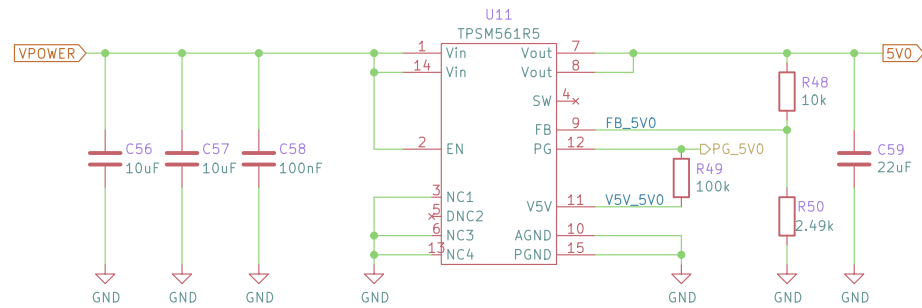 U11
TPSM561R5
VPOWER
1
Vin
Vout
7
5V0
14
Vin
Vout
8
SW
4
R48
10k
FB
9
FB_5V0
C56
10uF
C57
10uF
C58
100nF
2
EN
PG
12
PG_5V0
C59
22uF
R49
100k
3
NC1
V5V
11
V5V_5V0
5
DNC2
R50
2.49k
6
NC3
AGND
10
13
NC4
PGND
15
GND
GND
GND
GND
GND
GND
GND